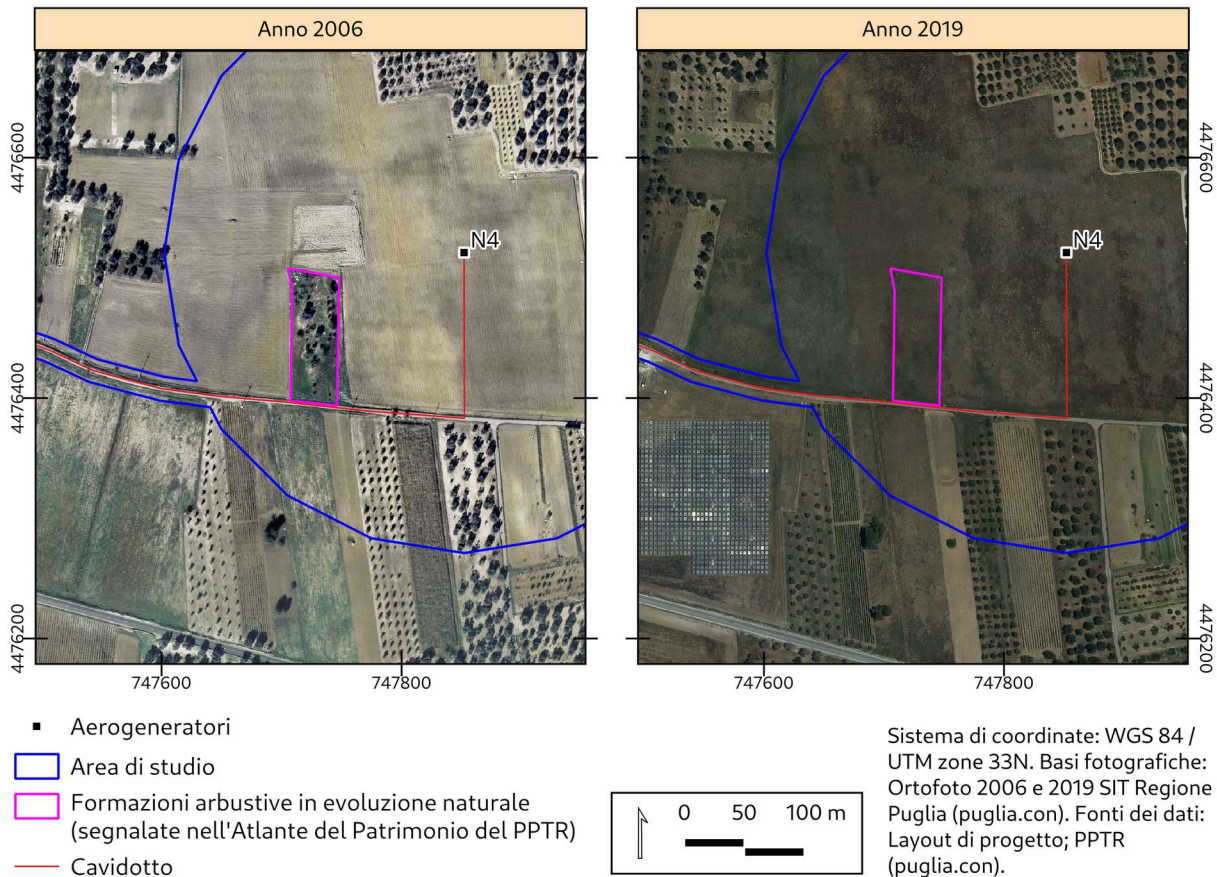 Anno 2006
Anno 2019
4476600
4476400
4476200
747600
747800
N4
N4
747600
747800
4476600
4476400
4476200
Aerogeneratori
Area di studio
Formazioni arbustive in evoluzione naturale
(segnalate nell'Atlante del Patrimonio del PPTR)
Cavidotto
0 50 100 m
Sistema di coordinate: WGS 84 /
UTM zone 33N. Basi fotografiche:
Ortofoto 2006 e 2019 SIT Regione
Puglia (puglia.con). Fonti dei dati:
Layout di progetto; PPTR
(puglia.con).